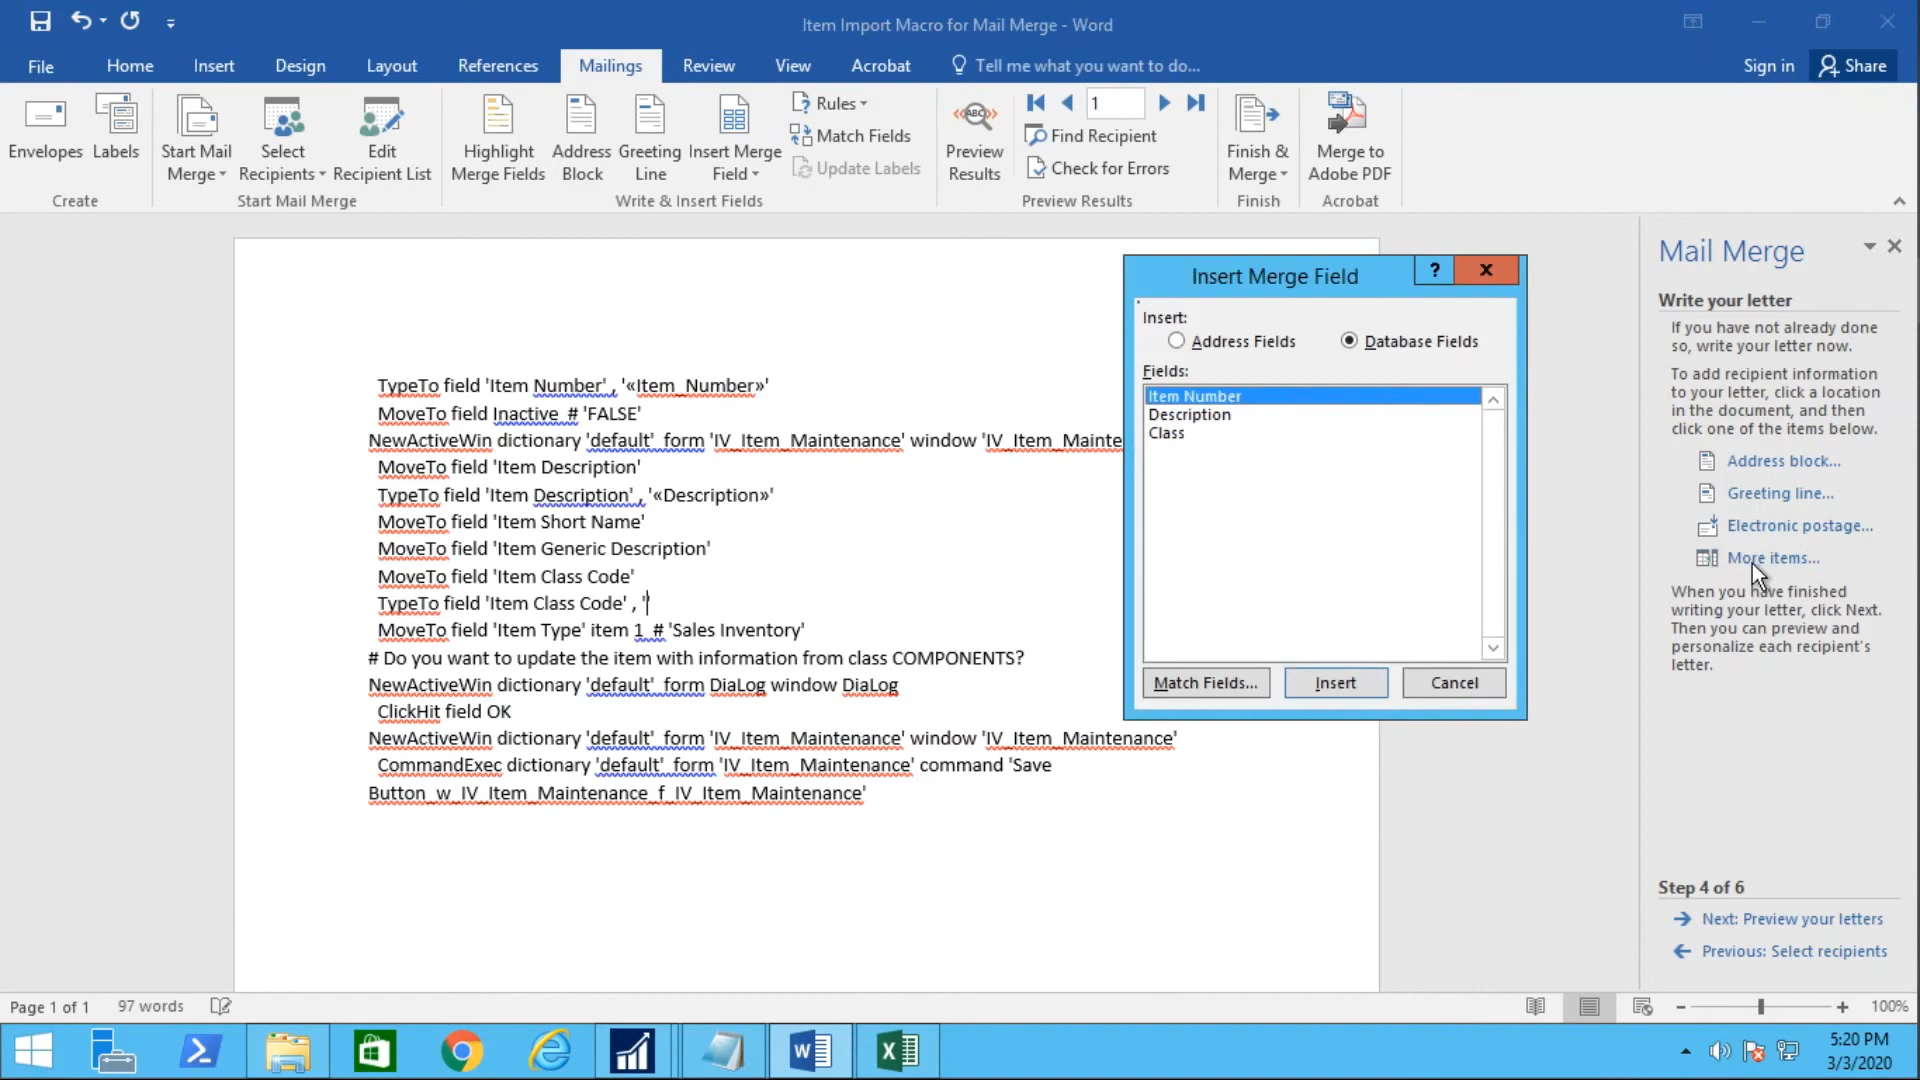 Item Import Macro for Mail Merge - Word
File Home Insert Design Layout References Mailings Review View Acrobat Tell me what you want to do... Sign in Share
Envelopes
Labels
Start Mail
Merge
Select
Recipients
Edit
Recipient List
Highlight
Merge Fields
Address
Block
Greeting
Line
Insert Merge
Field
Rules
Match Fields
Update Labels
ABC
Preview
Results
1
Find Recipient
Check for Errors
Finish &
Merge
Merge to
Adobe PDF
Create
Start Mail Merge
Write & Insert Fields
Preview Results
Finish
Acrobat
TypeTo field 'Item Number' , '«Item_Number»'
MoveTo field Inactive # 'FALSE'
NewActiveWin dictionary 'default' form 'IV_Item_Maintenance' window 'IV_Item_Mainte
MoveTo field 'Item Description'
TypeTo field 'Item Description' , '«Description»'
MoveTo field 'Item Short Name'
MoveTo field 'Item Generic Description'
MoveTo field 'Item Class Code'
TypeTo field 'Item Class Code' , '
MoveTo field 'Item Type' item 1 # 'Sales Inventory'
# Do you want to update the item with information from class COMPONENTS?
NewActiveWin dictionary 'default' form DiaLog window DiaLog
ClickHit field OK
NewActiveWin dictionary 'default' form 'IV_Item_Maintenance' window 'IV_Item_Maintenance'
CommandExec dictionary 'default' form 'IV_Item_Maintenance' command 'Save
Button_w_IV_Item_Maintenance_f_IV_Item_Maintenance'
Insert Merge Field
? X
Insert:
Address Fields Database Fields
Fields:
Item Number
Description
Class
Match Fields... Insert Cancel
Mail Merge
Write your letter
If you have not already done
so, write your letter now.
To add recipient information
to your letter, click a location
in the document, and then
click one of the items below.
Address block...
Greeting line...
Electronic postage...
More items...
When you have finished
writing your letter, click Next.
Then you can preview and
personalize each recipient's
letter.
Step 4 of 6
Next: Preview your letters
Previous: Select recipients
Page 1 of 1 97 words
100%
5:20 PM
3/3/2020